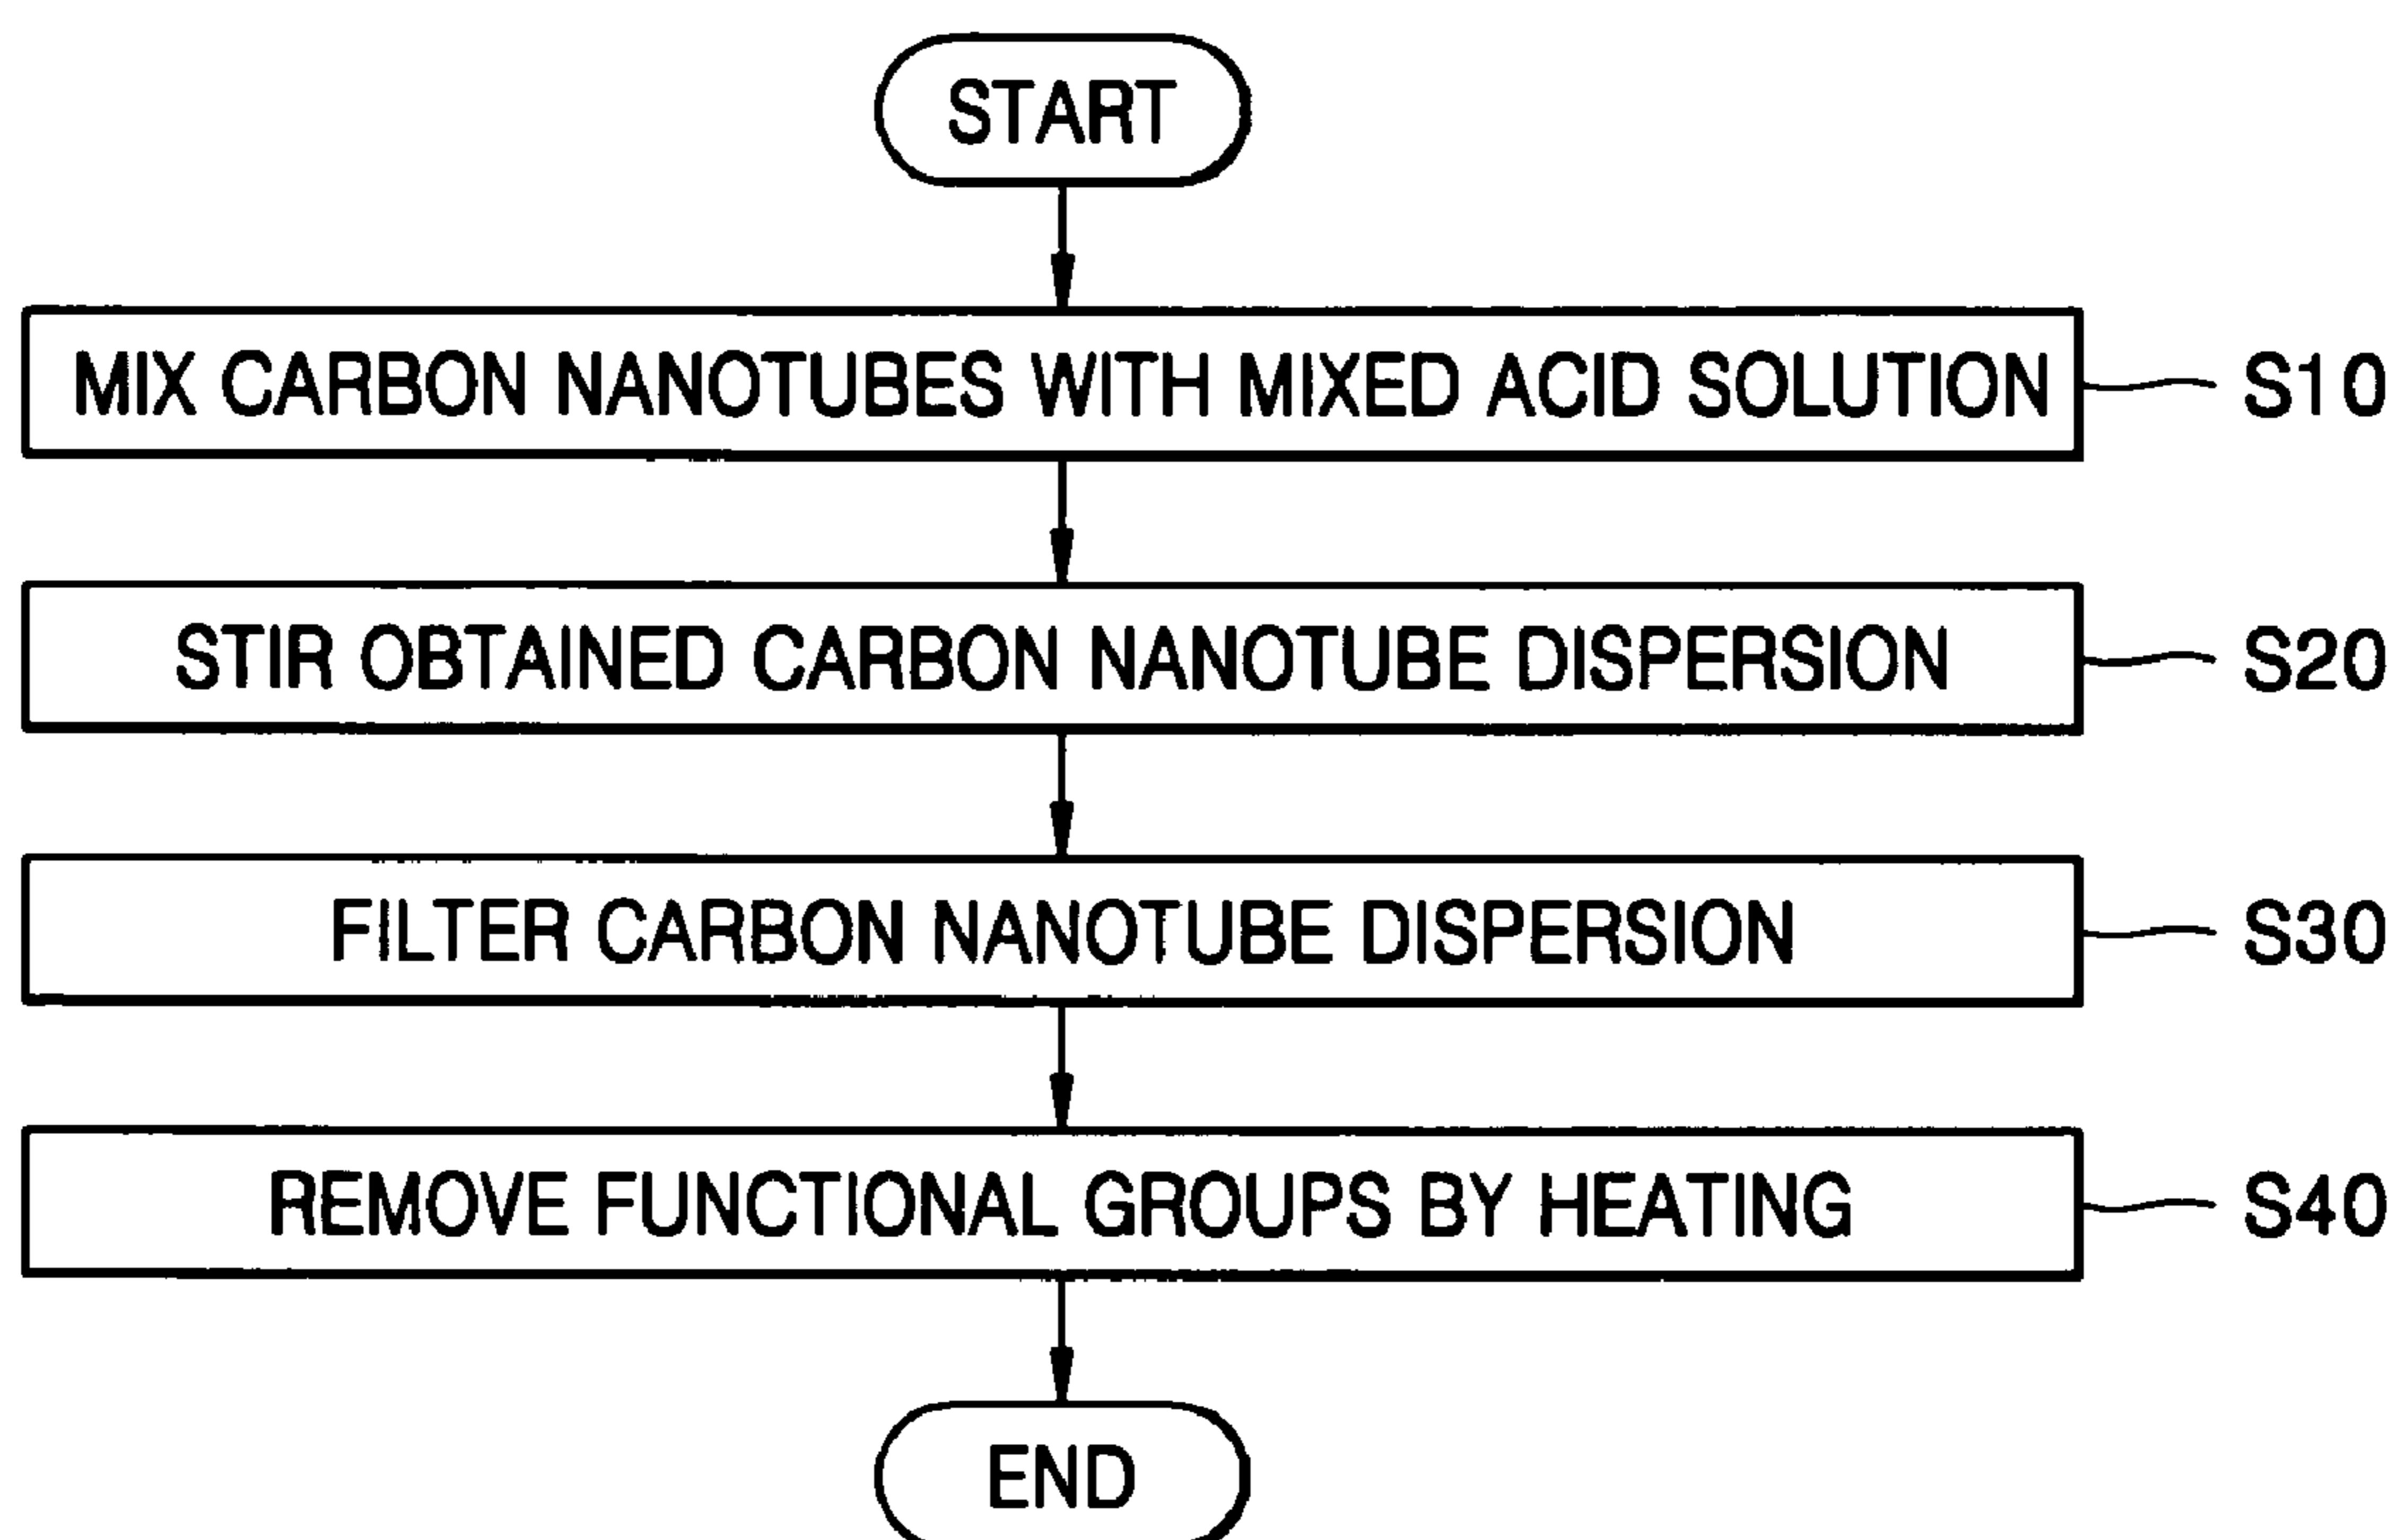 START
MIX CARBON NANOTUBES WITH MIXED ACID SOLUTION S10
STIR OBTAINED CARBON NANOTUBE DISPERSION S20
FILTER CARBON NANOTUBE DISPERSION S30
REMOVE FUNCTIONAL GROUPS BY HEATING S40
END